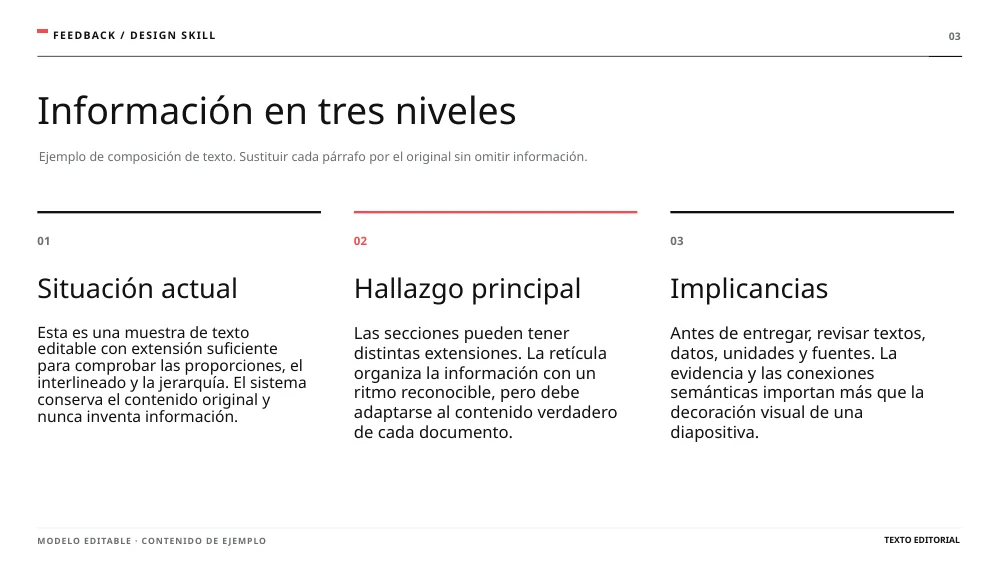 FEEDBACK / DESIGN SKILL
03
Información en tres niveles
Ejemplo de composición de texto. Sustituir cada párrafo por el original sin omitir información.
01
Situación actual
Esta es una muestra de texto
editable con extensión suficiente
para comprobar las proporciones, el
interlineado y la jerarquía. El sistema
conserva el contenido original y
nunca inventa información.
02
Hallazgo principal
Las secciones pueden tener
distintas extensiones. La retícula
organiza la información con un
ritmo reconocible, pero debe
adaptarse al contenido verdadero
de cada documento.
03
Implicancias
Antes de entregar, revisar textos,
datos, unidades y fuentes. La
evidencia y las conexiones
semánticas importan más que la
decoración visual de una
diapositiva.
MODELO EDITABLE · CONTENIDO DE EJEMPLO
TEXTO EDITORIAL